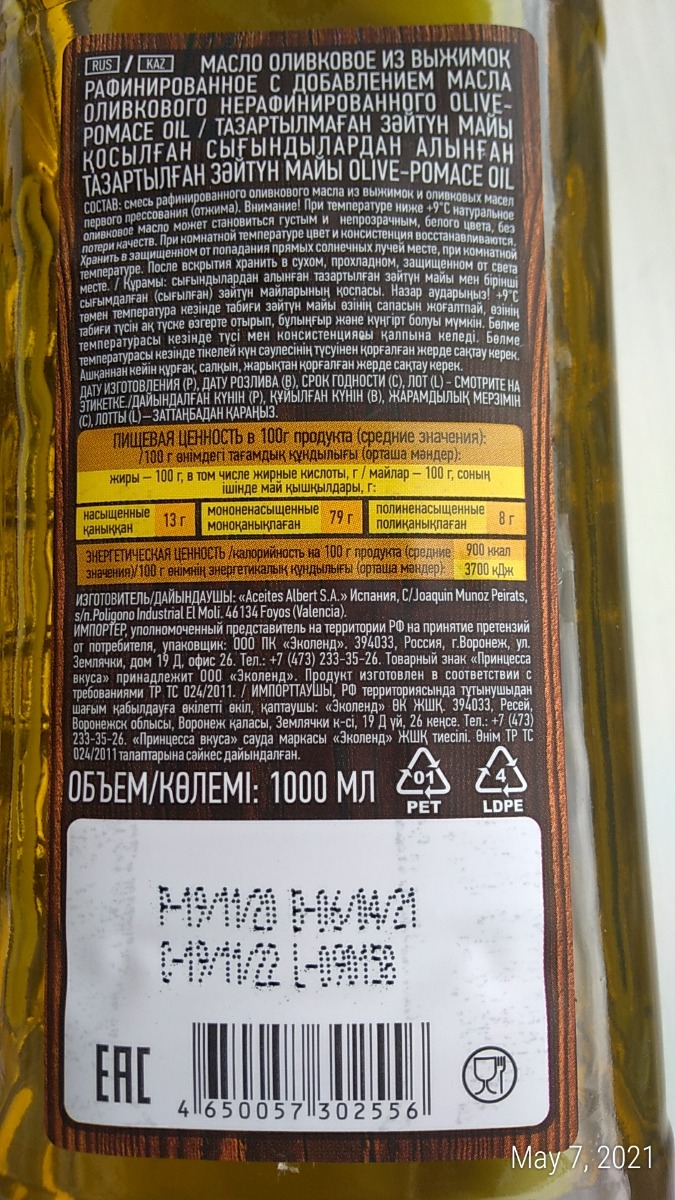 RUS / KAZ МАСЛО ОЛИВКОВОЕ ИЗ ВЫЖИМОК
РАФИНИРОВАННОЕ С ДОБАВЛЕНИЕМ МАСЛА
ОЛИВКОВОГО НЕРАФИНИРОВАННОГО OLIVE-
POMACE OIL / ТАЗАРТЫЛМАҒАН ЗӘЙТҮН МАЙЫ
ҚОСЫЛҒАН СЫҒЫНДЫЛАРДАН АЛЫНҒАН
ТАЗАРТЫЛҒАН ЗӘЙТҮН МАЙЫ OLIVE-POMACE OIL
СОСТАВ: смесь рафинированного оливкового масла из выжимок и оливковых масел
первого прессования (отжима). Внимание! При температуре ниже +9°С натуральное
оливковое масло может становиться густым и непрозрачным, белого цвета, без
потери качеств. При комнатной температуре цвет и консистенция восстанавливаются.
Хранить в защищенном от попадания прямых солнечных лучей месте, при комнатной
температуре. После вскрытия хранить в сухом, прохладном, защищенном от света
месте. / Құрамы: сығындылардан алынған тазартылған зәйтүн майы мен бірінші
сығымдалған (сығылған) зәйтүн майларының қоспасы. Назар аударыңыз! +9°С
төмен температура кезінде табиғи зәйтүн майы өзінің сапасын жоғалтпай, өзінің
табиғи түсін ақ түске өзгерте отырып, бұлыңғыр және күңгірт болуы мүмкін. Бөлме
температурасы кезінде түсі мен консистенциясы қалпына келеді. Бөлме
температурасы кезінде тікелей күн сәулесінің түсуінен қорғалған жерде сақтау керек.
Ашқаннан кейін құрғақ, салқын, жарықтан қорғалған жерде сақтау керек.
ДАТУ ИЗГОТОВЛЕНИЯ (Р), ДАТУ РОЗЛИВА (В), СРОК ГОДНОСТИ (С), ЛОТ (L) - СМОТРИТЕ НА
ЭТИКЕТКЕ./ДАЙЫНДАЛҒАН КҮНІН (Р), ҚҰЙЫЛҒАН КҮНІН (В), ЖАРАМДЫЛЫҚ МЕРЗІМІН
(С), ЛОТТЫ (L) – ЗАТТАҢБАДАН ҚАРАҢЫЗ.
ПИЩЕВАЯ ЦЕННОСТЬ в 100г продукта (средние значения):
/100 г өнімдегі тағамдық құндылығы (орташа мәндер):
жиры – 100 г, в том числе жирные кислоты, г / майлар – 100 г, соның
ішінде май қышқылдары, г:
насыщенные қаныққан 13 г мононенасыщенные моноқанықпаған 79 г полиненасыщенные полиқанықпаған 8 г
ЭНЕРГЕТИЧЕСКАЯ ЦЕННОСТЬ /калорийность на 100 г продукта (средние 900 ккал
значения)/100 г өнімнің энергетикалық құндылығы (орташа мәндер): 3700 кДж
ИЗГОТОВИТЕЛЬ/ДАЙЫНДАУШЫ: «Aceites Albert S.A.» Испания, C/Joaquin Munoz Peirats,
s/n.Poligono Industrial El Moli, 46134 Foyos (Valencia).
ИМПОРТЕР, уполномоченный представитель на территории РФ на принятие претензий
от потребителя, упаковщик: ООО ПК «Эколенд». 394033, Россия, г.Воронеж, ул.
Землячки, дом 19 Д, офис 26. Тел.: +7 (473) 233-35-26. Товарный знак «Принцесса
вкуса» принадлежит ООО «Эколенд». Продукт изготовлен в соответствии с
требованиями ТР ТС 024/2011. / ИМПОРТТАУШЫ, РФ территориясында тұтынушыдан
шағым қабылдауға өкілетті өкіл, қаптаушы: «Эколенд» ӨК ЖШҚ. 394033, Ресей,
Воронежск облысы, Воронеж қаласы, Землячки к-сі, 19 Д үй, 26 кеңсе. Тел.: +7 (473)
233-35-26. «Принцесса вкуса» сауда маркасы «Эколенд» ЖШҚ тиесілі. Өнім ТР ТС
024/2011 талаптарына сәйкес дайындалған.
ОБЪЕМ/КӨЛЕМІ: 1000 МЛ
01 PET
4 LDPE
P-19/11/20 B-06/04/21
C-19/11/22 L-090158
EAC
4 650057 302556
May 7, 2021